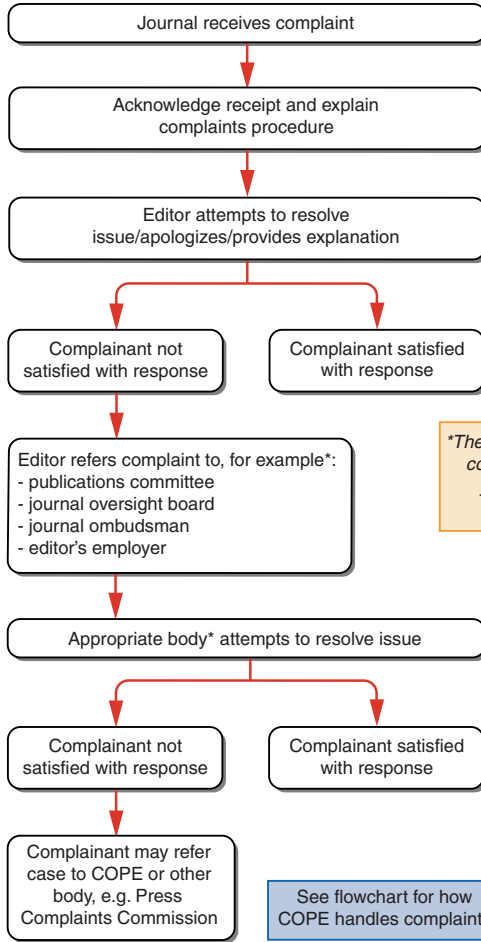 Journal receives complaint
Acknowledge receipt and explain
complaints procedure
Editor attempts to resolve
issue/apologizes/provides explanation
Complainant not
satisfied with response
Complainant satisfied
with response
Editor refers complaint to, for example*:
- publications committee
- journal oversight board
- journal ombudsman
- editor's employer
*The
Appropriate body* attempts to resolve issue
Complainant not
satisfied with response
Complainant satisfied
with response
Complainant may refer
case to COPE or other
body, e.g. Press
Complaints Commission
See flowchart for how
COPE handles complaint